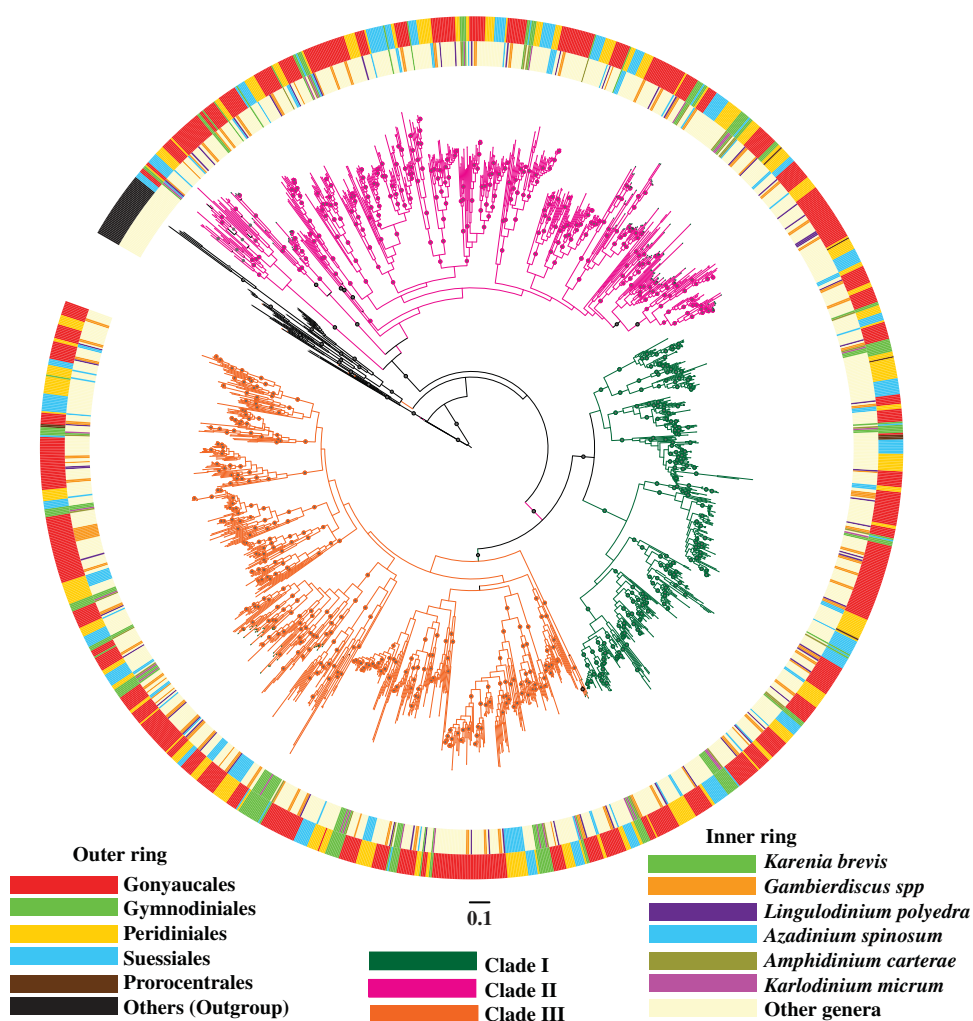 Outer ring
Gonyaucales
Gymnodiniales
Peridiniales
Suessiales
Prorocentrales
Others (Outgroup)
0.1
Clade I
Clade II
Clade III
Inner ring
Karenia brevis
Gambierdiscus spp
Lingulodinium polyedra
Azadinium spinosum
Amphidinium carterae
Karlodinium micrum
Other genera